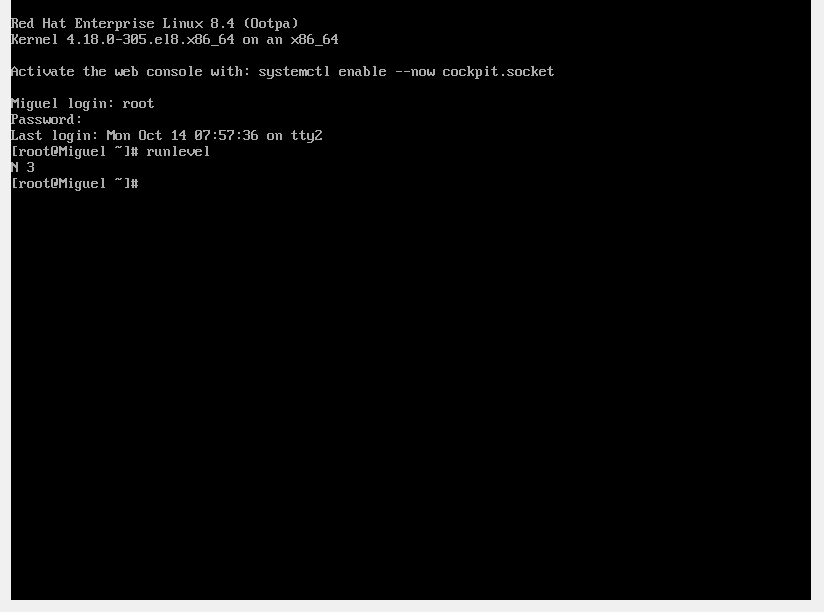 Red Hat Enterprise Linux 8.4 (Ootpa)
Kernel 4.18.0-305.el8.x86_64 on an x86_64
Activate the web console with: systemctl enable --now cockpit.socket
Miguel login: root
Password:
Last login: Mon Oct 14 07:57:36 on tty2
[root@Miguel ~]# runlevel
N 3
[root@Miguel ~]#